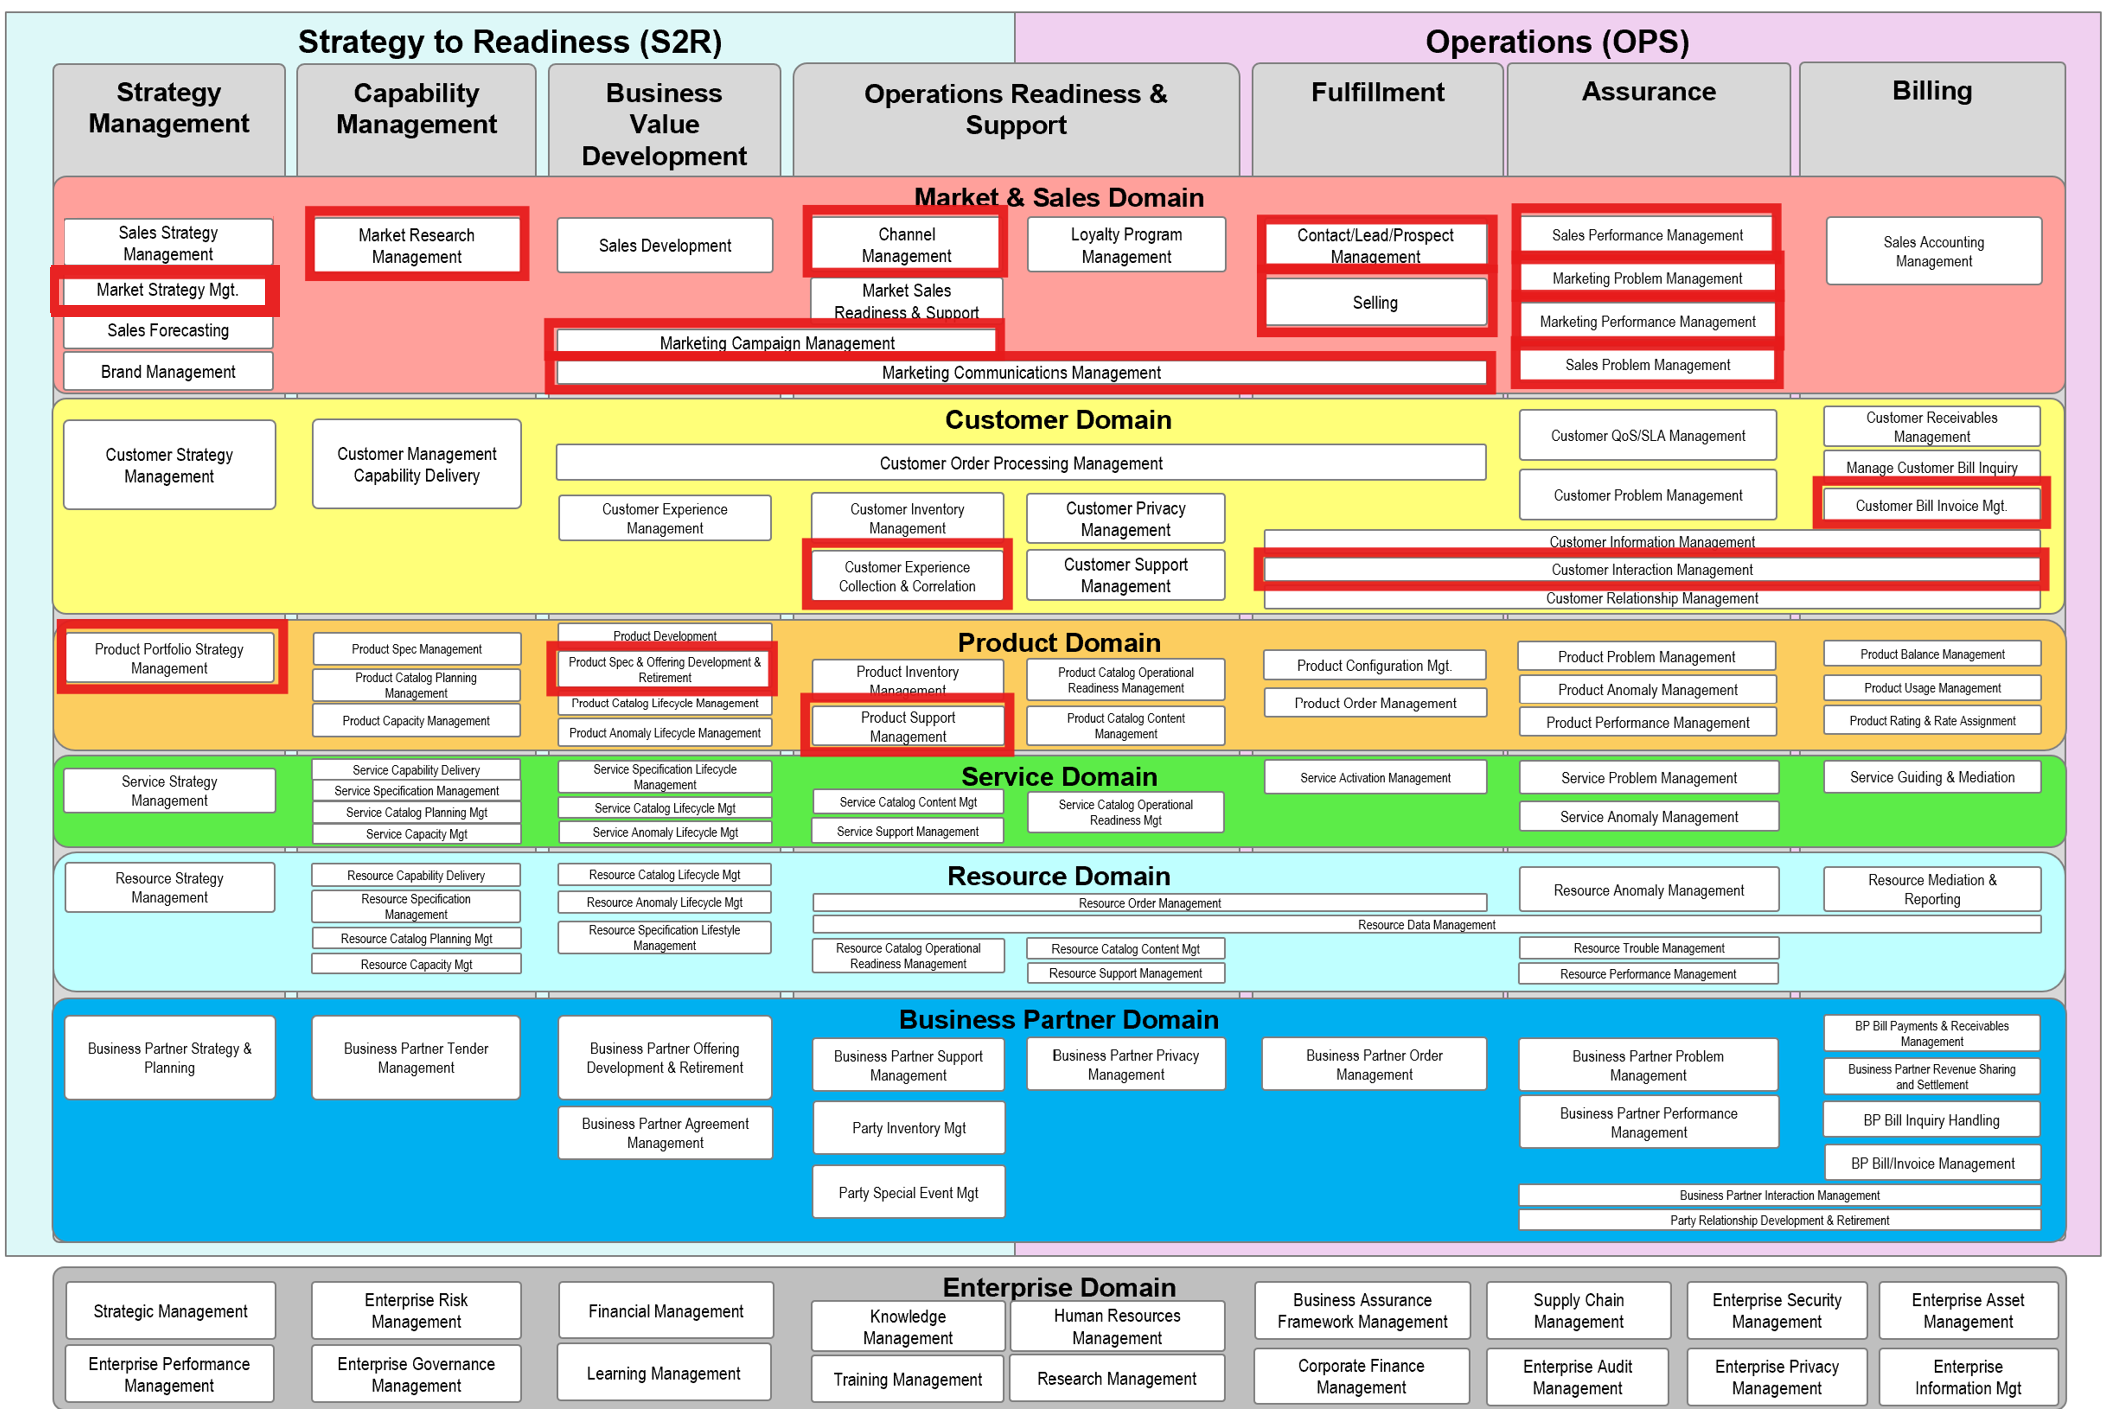 Strategy to Readiness (S2R)
Operations (OPS)
Strategy
Management
Capability
Management
Business
Value
Development
Operations Readiness &
Support
Fulfillment
Assurance
Billing
Market & Sales Domain
Sales Strategy
Management
Market Strategy Mgt.
Sales Forecasting
Brand Management
Market Research
Management
Sales Development
Channel
Management
Loyalty Program
Management
Market Sales
Readiness & Support
Marketing Campaign Management
Marketing Communications Management
Contact/Lead/Prospect
Management
Selling
Sales Performance Management
Marketing Problem Management
Marketing Performance Management
Sales Problem Management
Sales Accounting
Management
Customer Domain
Customer Strategy
Management
Customer Management
Capability Delivery
Customer Order Processing Management
Customer Experience
Management
Customer Inventory
Management
Customer Privacy
Management
Customer Experience
Collection & Correlation
Customer Support
Management
Customer QoS/SLA Management
Customer Problem Management
Customer Receivables
Management
Manage Customer Bill Inquiry
Customer Bill Invoice Mgt.
Customer Information Management
Customer Interaction Management
Customer Relationship Management
Product Domain
Product Portfolio Strategy
Management
Product Spec Management
Product Catalog Planning
Management
Product Capacity Management
Product Development
Product Spec & Offering Development &
Retirement
Product Catalog Lifecycle Management
Product Anomaly Lifecycle Management
Product Inventory
Management
Product Support
Management
Product Catalog Operational
Readiness Management
Product Catalog Content
Management
Product Configuration Mgt.
Product Order Management
Product Problem Management
Product Anomaly Management
Product Performance Management
Product Balance Management
Product Usage Management
Product Rating & Rate Assignment
Service Domain
Service Strategy
Management
Service Capability Delivery
Service Specification Management
Service Catalog Planning Mgt
Service Capacity Mgt
Service Specification Lifecycle
Management
Service Catalog Lifecycle Mgt
Service Anomaly Lifecycle Mgt
Service Catalog Content Mgt
Service Support Management
Service Catalog Operational
Readiness Mgt
Service Activation Management
Service Problem Management
Service Anomaly Management
Service Guiding & Mediation
Resource Domain
Resource Strategy
Management
Resource Capability Delivery
Resource Specification
Management
Resource Catalog Planning Mgt
Resource Capacity Mgt
Resource Catalog Lifecycle Mgt
Resource Anomaly Lifecycle Mgt
Resource Specification Lifestyle
Management
Resource Order Management
Resource Data Management
Resource Catalog Operational
Readiness Management
Resource Catalog Content Mgt
Resource Support Management
Resource Anomaly Management
Resource Trouble Management
Resource Performance Management
Resource Mediation &
Reporting
Business Partner Domain
Business Partner Strategy &
Planning
Business Partner Tender
Management
Business Partner Offering
Development & Retirement
Business Partner Agreement
Management
Business Partner Support
Management
Party Inventory Mgt
Party Special Event Mgt
Business Partner Privacy
Management
Business Partner Order
Management
Business Partner Problem
Management
Business Partner Performance
Management
BP Bill Payments & Receivables
Management
Business Partner Revenue Sharing
and Settlement
BP Bill Inquiry Handling
BP Bill/Invoice Management
Business Partner Interaction Management
Party Relationship Development & Retirement
Enterprise Domain
Strategic Management
Enterprise Risk
Management
Financial Management
Knowledge
Management
Human Resources
Management
Business Assurance
Framework Management
Supply Chain
Management
Enterprise Security
Management
Enterprise Asset
Management
Enterprise Performance
Management
Enterprise Governance
Management
Learning Management
Training Management
Research Management
Corporate Finance
Management
Enterprise Audit
Management
Enterprise Privacy
Management
Enterprise
Information Mgt